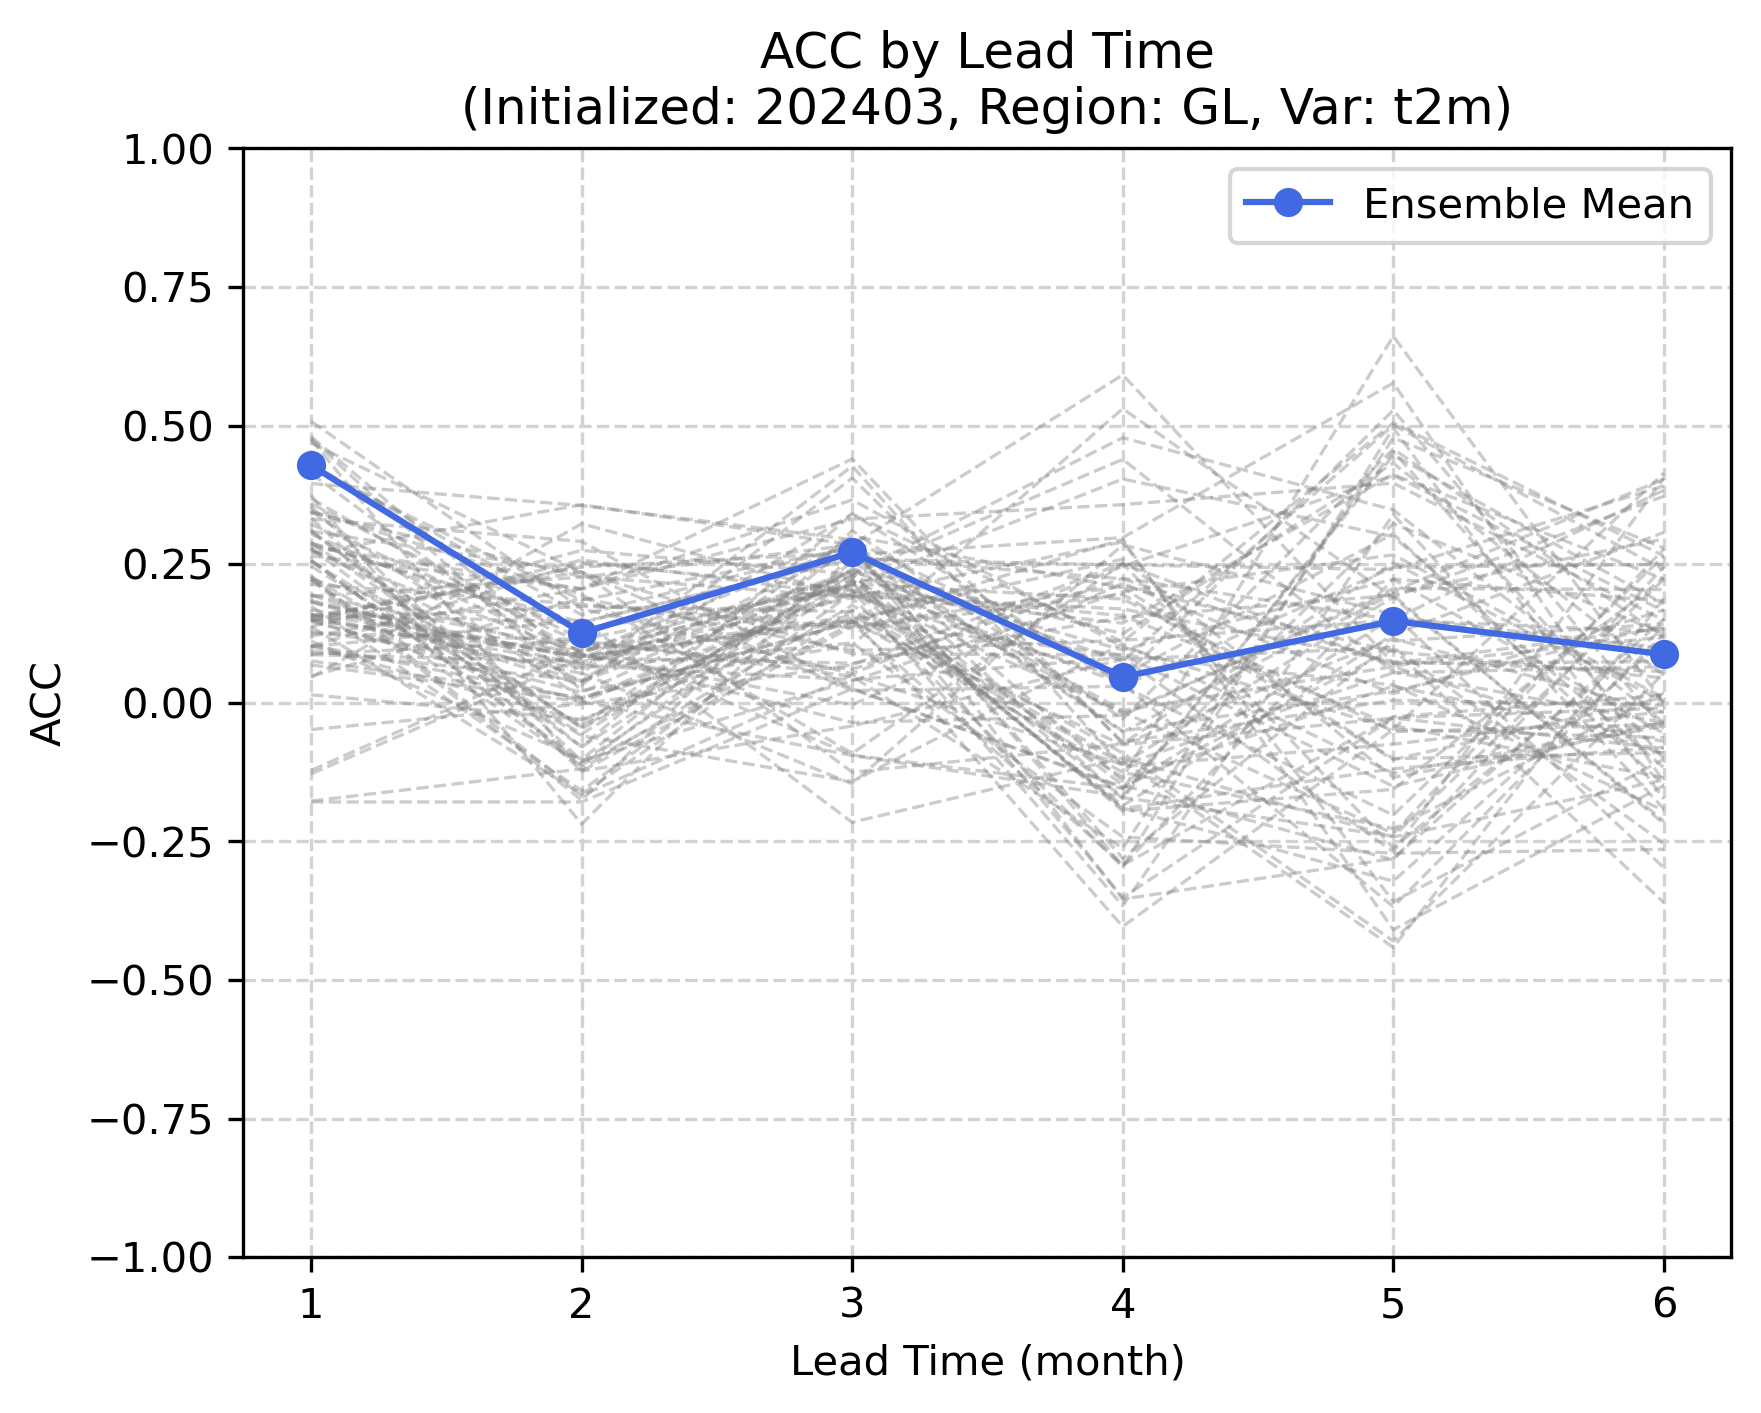 ACC by Lead Time
(Initialized: 202403, Region: GL, Var: t2m)
Ensemble Mean
1.00
0.75
0.50
0.25
0.00
−0.25
−0.50
−0.75
−1.00
ACC
1 2 3 4 5 6
Lead Time (month)